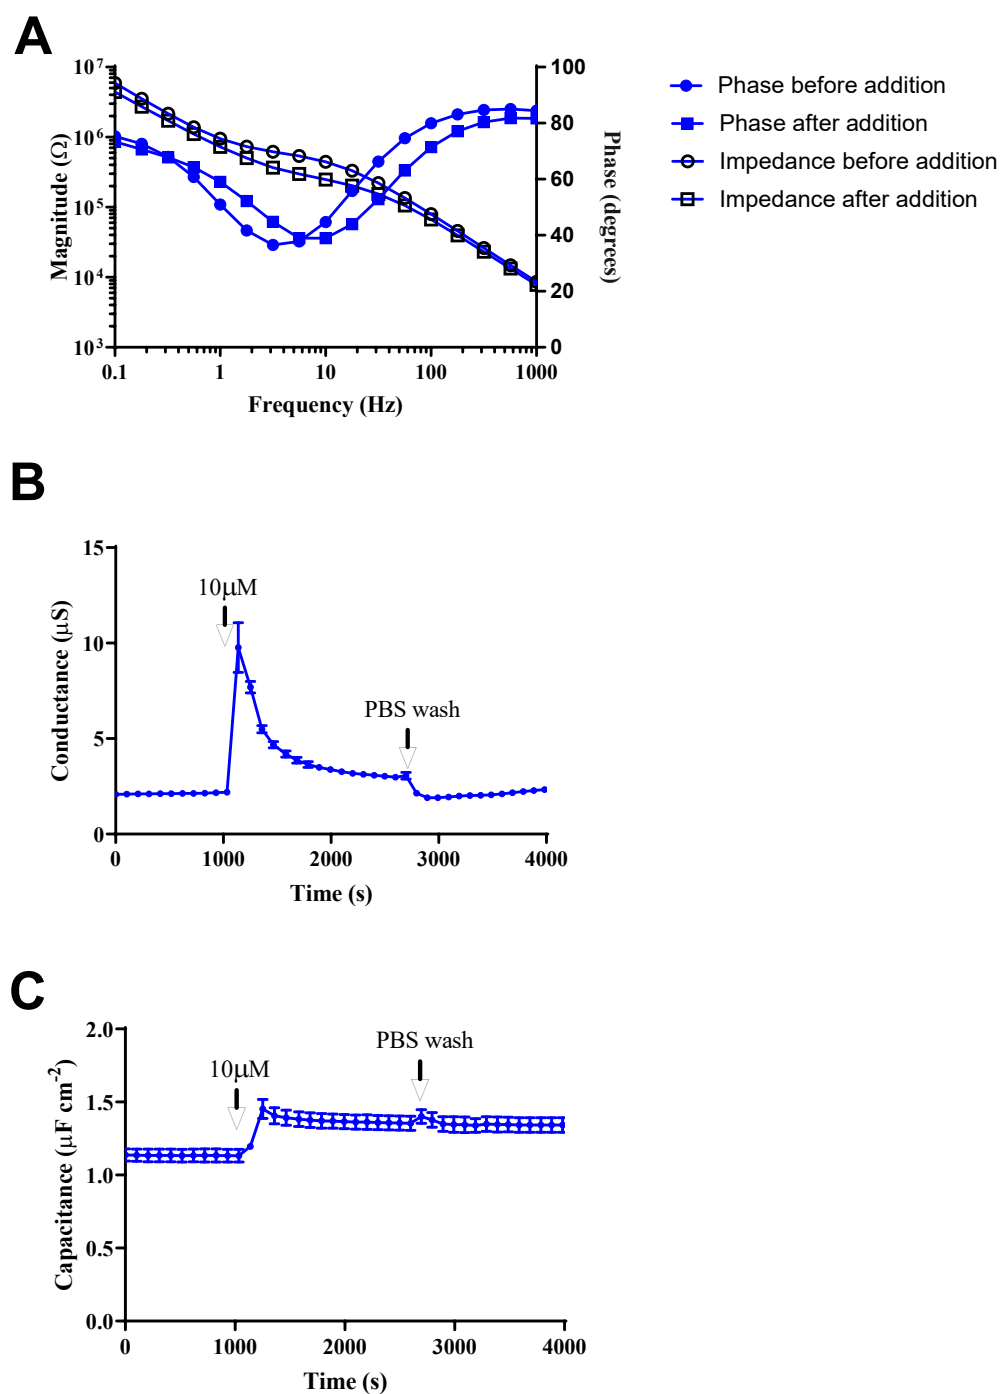 A
10⁷
10⁶
10⁵
10⁴
10³
Magnitude (Ω)
100
80
60
40
20
0
Phase (degrees)
0.1 1 10 100 1000
Frequency (Hz)
Phase before addition
Phase after addition
Impedance before addition
Impedance after addition
B
15
10
5
0
Conductance (µS)
10µM
PBS wash
0 1000 2000 3000 4000
Time (s)
C
2.0
1.5
1.0
0.5
0.0
Capacitance (µF cm⁻²)
10µM
PBS wash
0 1000 2000 3000 4000
Time (s)